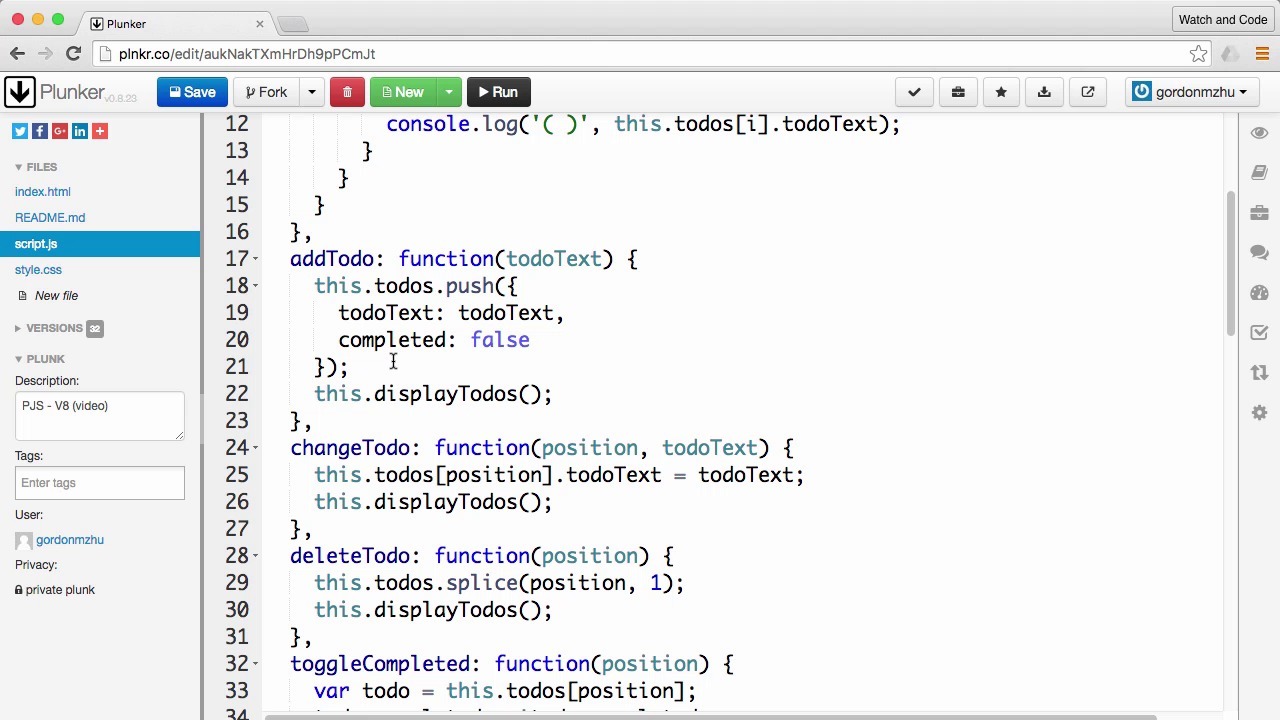 Plunker
Watch and Code
plnkr.co/edit/aukNakTXmHrDh9pPCmJt
Plunker v0.8.23
Save
Fork
New
Run
gordonmzhu
FILES
index.html
README.md
script.js
style.css
New file
VERSIONS 32
PLUNK
Description:
PJS - V8 (video)
Tags:
Enter tags
User:
gordonmzhu
Privacy:
private plunk
12 console.log('( )', this.todos[i].todoText);
13 }
14 }
15 }
16 },
17 addTodo: function(todoText) {
18 this.todos.push({
19 todoText: todoText,
20 completed: false
21 });
22 this.displayTodos();
23 },
24 changeTodo: function(position, todoText) {
25 this.todos[position].todoText = todoText;
26 this.displayTodos();
27 },
28 deleteTodo: function(position) {
29 this.todos.splice(position, 1);
30 this.displayTodos();
31 },
32 toggleCompleted: function(position) {
33 var todo = this.todos[position];
34